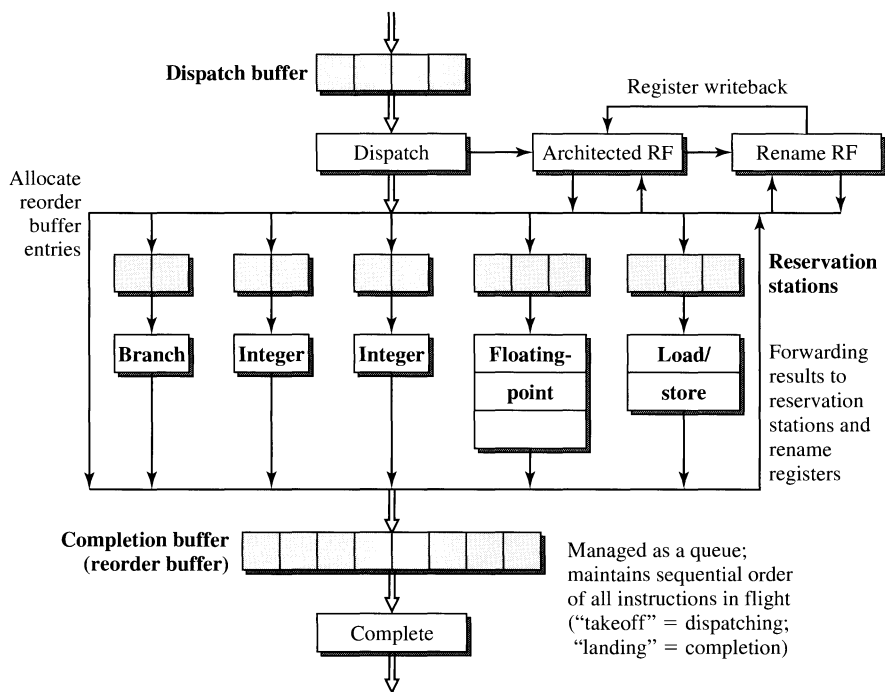 Dispatch buffer
Register writeback
Dispatch
Architected RF
Rename RF
Allocate
reorder
buffer
entries
Reservation
stations
Branch
Integer
Integer
Floating-
point
Load/
store
Forwarding
results to
reservation
stations and
rename
registers
Completion buffer
(reorder buffer)
Managed as a queue;
maintains sequential order
of all instructions in flight
(“takeoff” = dispatching;
“landing” = completion)
Complete